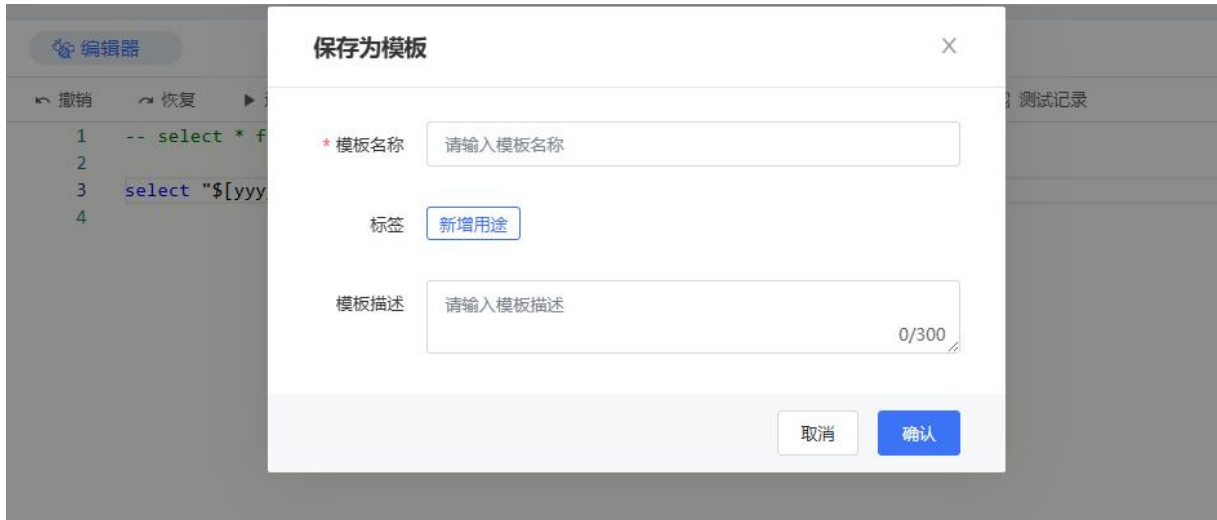 编辑器
保存为模板
撤销 恢复 测试记录
1 -- select * f
2
3 select "$[yyy
4
* 模板名称 请输入模板名称
标签 新增用途
模板描述 请输入模板描述
0/300
取消 确认